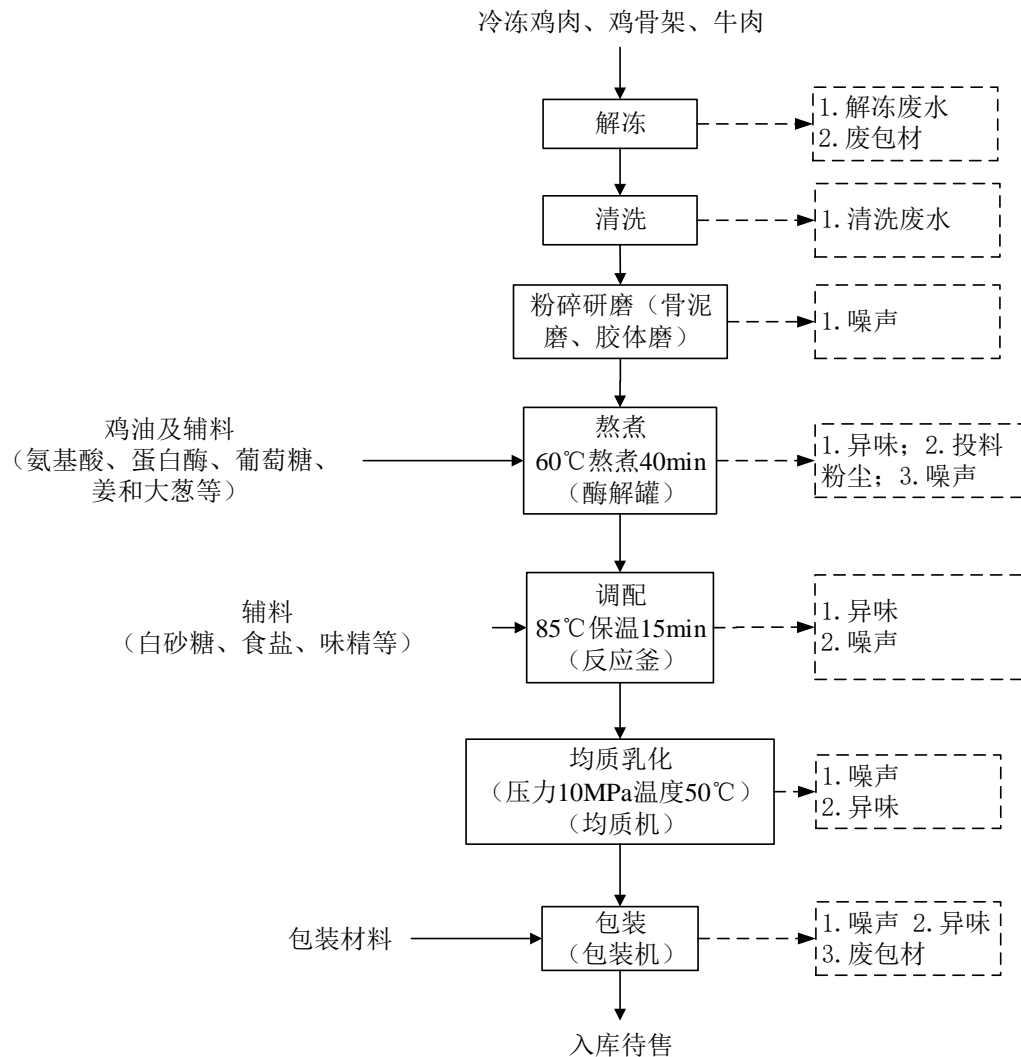 冷冻鸡肉、鸡骨架、牛肉
解冻
1.解冻废水
2.废包材
清洗
1.清洗废水
粉碎研磨（骨泥
磨、胶体磨）
1.噪声
鸡油及辅料
（氨基酸、蛋白酶、葡萄糖、
姜和大葱等）
熬煮
60℃熬煮40min
（酶解罐）
1.异味；2.投料
粉尘；3.噪声
辅料
（白砂糖、食盐、味精等）
调配
85℃保温15min
（反应釜）
1.异味
2.噪声
均质乳化
（压力10MPa温度50℃）
（均质机）
1.噪声
2.异味
包装材料
包装
（包装机）
1.噪声 2.异味
3.废包材
入库待售